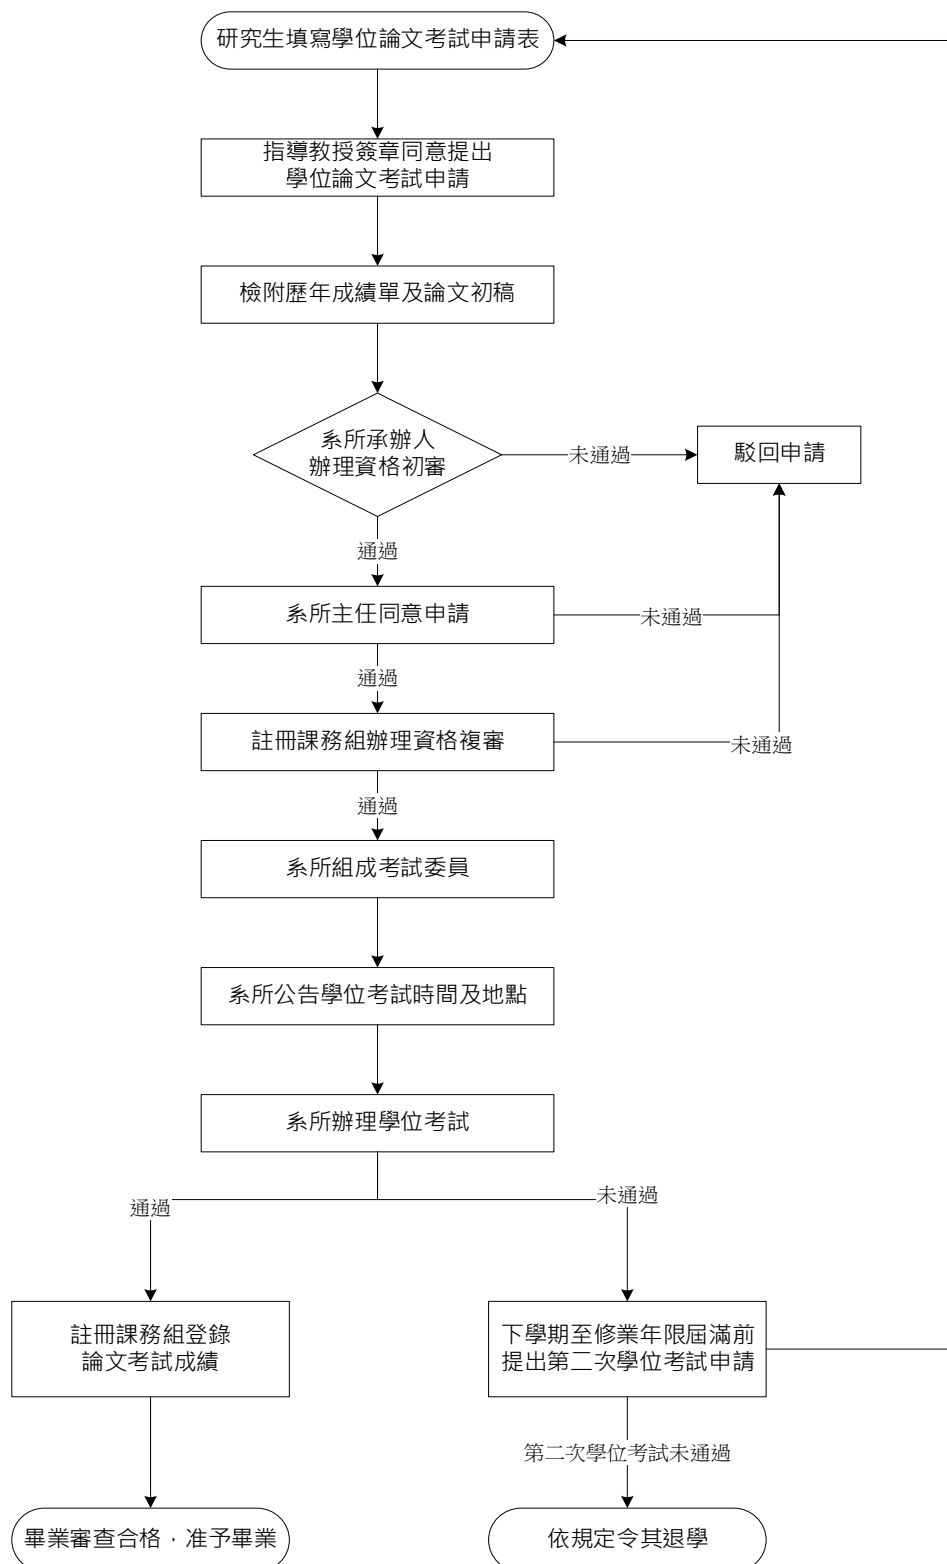 研究生填寫學位論文考試申請表
指導教授簽章同意提出
學位論文考試申請
檢附歷年成績單及論文初稿
系所承辦人
辦理資格初審
未通過
駁回申請
通過
系所主任同意申請
未通過
通過
註冊課務組辦理資格複審
未通過
通過
系所組成考試委員
系所公告學位考試時間及地點
系所辦理學位考試
通過
未通過
註冊課務組登錄
論文考試成績
下學期至修業年限屆滿前
提出第二次學位考試申請
第二次學位考試未通過
畢業審查合格，准予畢業
依規定令其退學